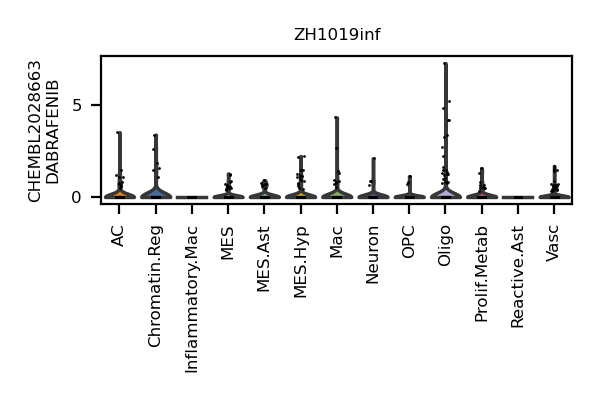 ZH1019inf
CHEMBL2028663
DABRAFENIB
5
0
AC
Chromatin.Reg
Inflammatory.Mac
MES
MES.Ast
MES.Hyp
Mac
Neuron
OPC
Oligo
Prolif.Metab
Reactive.Ast
Vasc